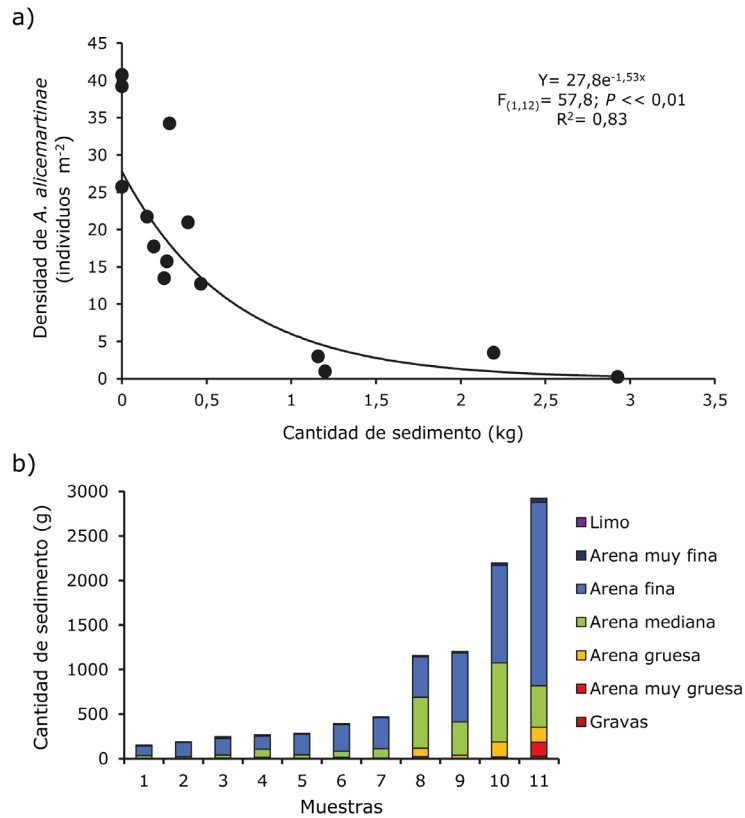 a)
45
40
35
30
25
20
15
10
5
0
Densidad de A. alicemartinae
(individuos m-2)
Y= 27,8e-1,53x
F(1,12)= 57,8; P << 0,01
R2= 0,83
0 0,5 1 1,5 2 2,5 3 3,5
Cantidad de sedimento (kg)
b)
3000
2500
2000
1500
1000
500
0
Cantidad de sedimento (g)
1 2 3 4 5 6 7 8 9 10 11
Muestras
Limo
Arena muy fina
Arena fina
Arena mediana
Arena gruesa
Arena muy gruesa
Gravas